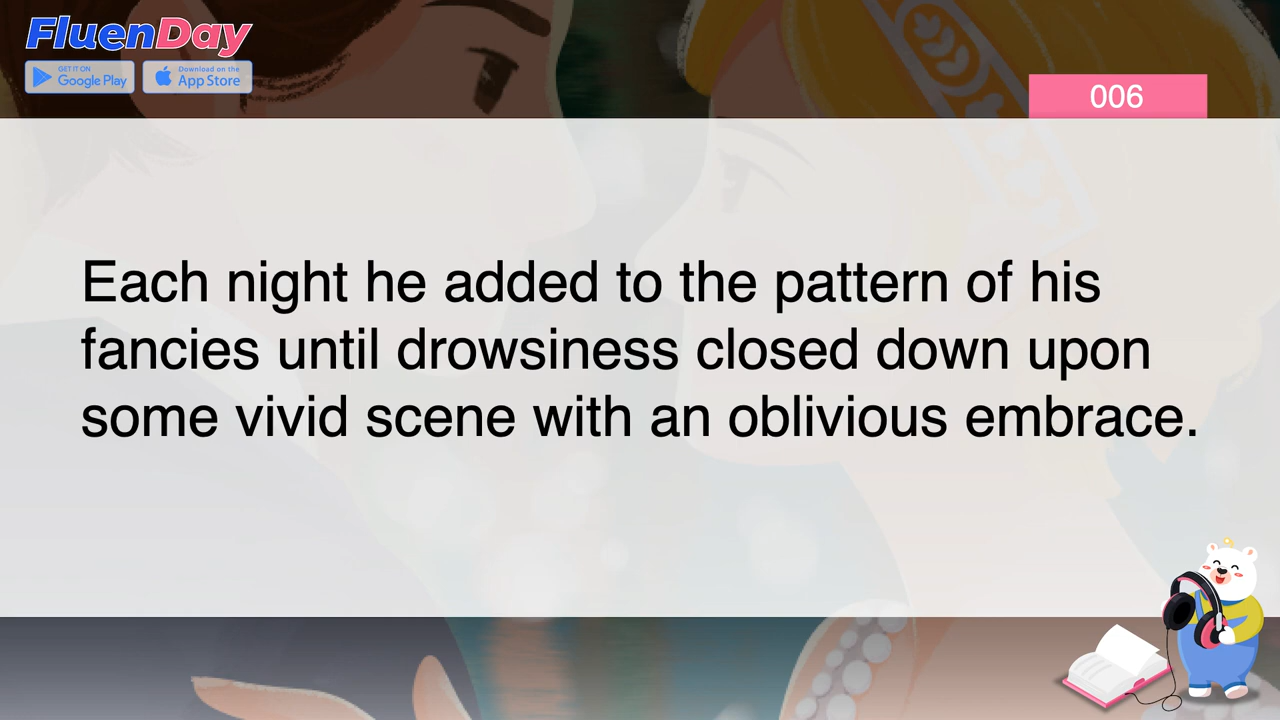 FluenDay
GET IT ON
Google Play
Download on the
App Store
006
Each night he added to the pattern of his
fancies until drowsiness closed down upon
some vivid scene with an oblivious embrace.